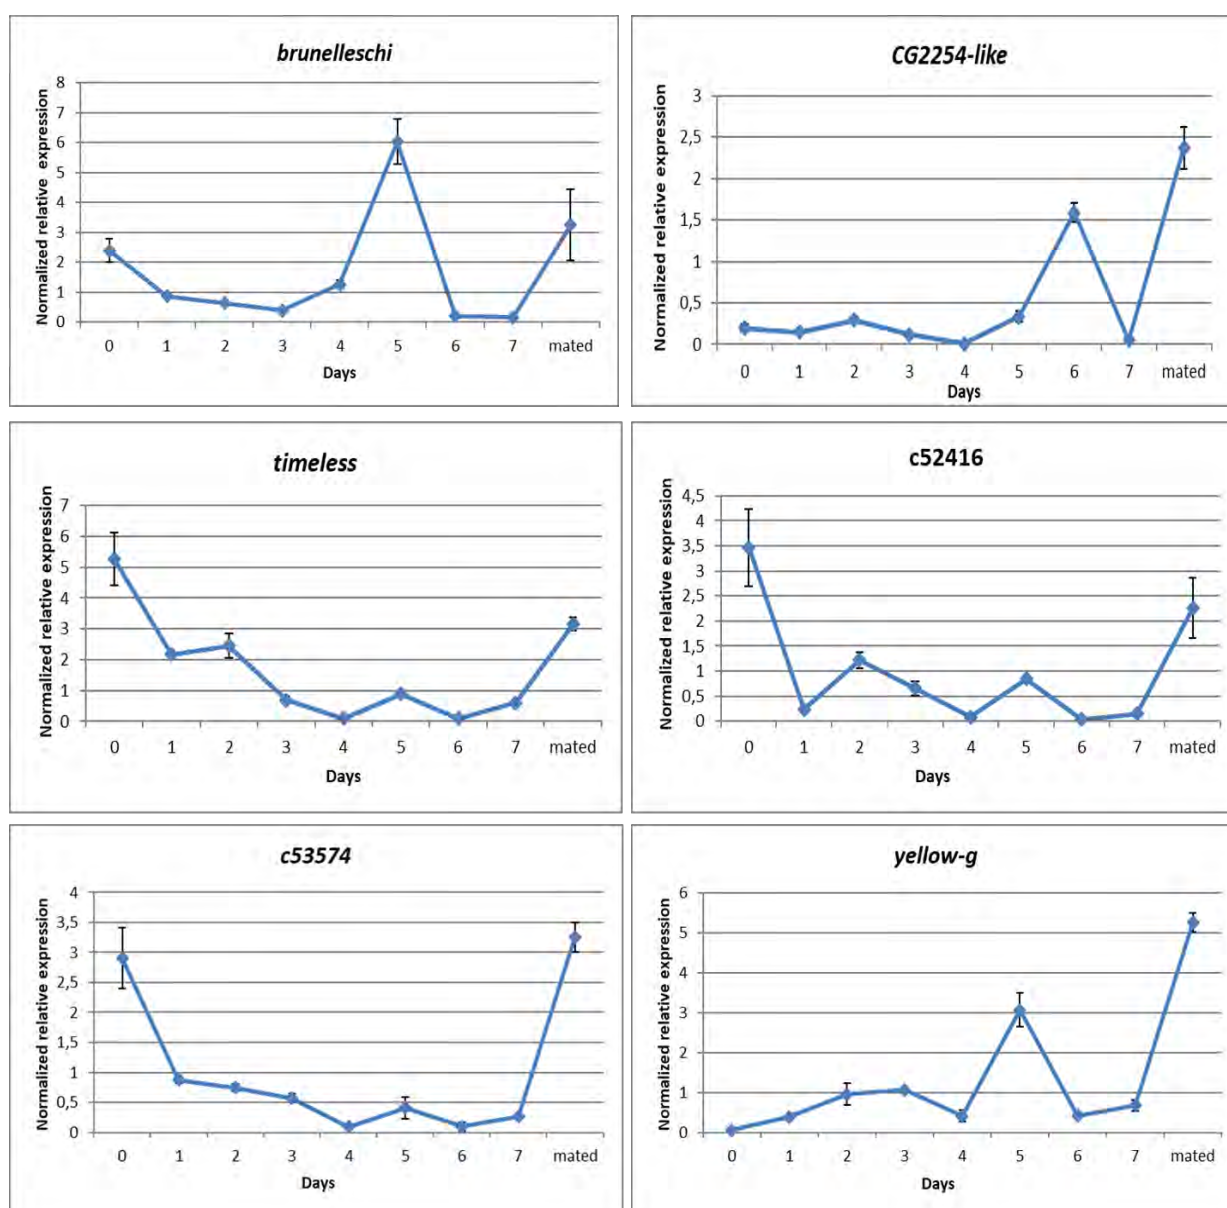 brunelleschi
Normalized relative expression
8
7
6
5
4
3
2
1
0
0 1 2 3 4 5 6 7 mated
Days
CG2254-like
Normalized relative expression
3
2,5
2
1,5
1
0,5
0
0 1 2 3 4 5 6 7 mated
Days
timeless
Normalized relative expression
7
6
5
4
3
2
1
0
0 1 2 3 4 5 6 7 mated
Days
c52416
Normalized relative expression
4,5
4
3,5
3
2,5
2
1,5
1
0,5
0
0 1 2 3 4 5 6 7 mated
Days
c53574
Normalized relative expression
4
3,5
3
2,5
2
1,5
1
0,5
0
0 1 2 3 4 5 6 7 mated
Days
yellow-g
Normalized relative expression
6
5
4
3
2
1
0
0 1 2 3 4 5 6 7 mated
Days